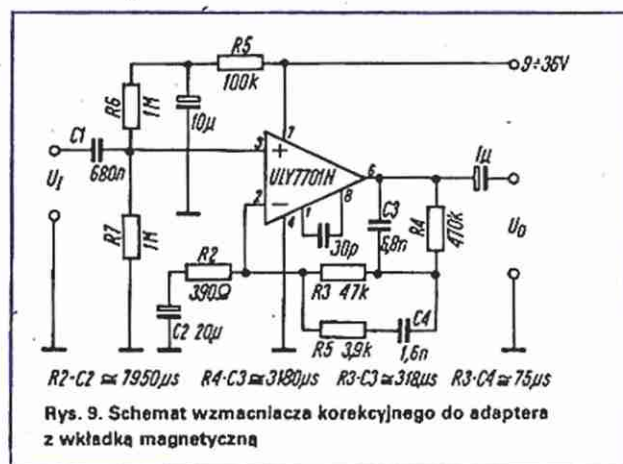 R5
100k
9÷36V
R6
1M
10μ
C1
680n
U_I
R7
1M
3
+
7
ULY7701N
2
−
4
1
8
6
30p
C3
6,8n
R4
470k
1μ
U_O
R2
390Ω
C2 20μ
R3 47k
R5 3,9k
C4
1,6n
R2·C2 ≅ 7950μs R4·C3 ≅ 3180μs R3·C3 ≅ 318μs R3·C4 ≅ 75μs
Rys. 9. Schemat wzmacniacza korekcyjnego do adaptera
z wkładką magnetyczną